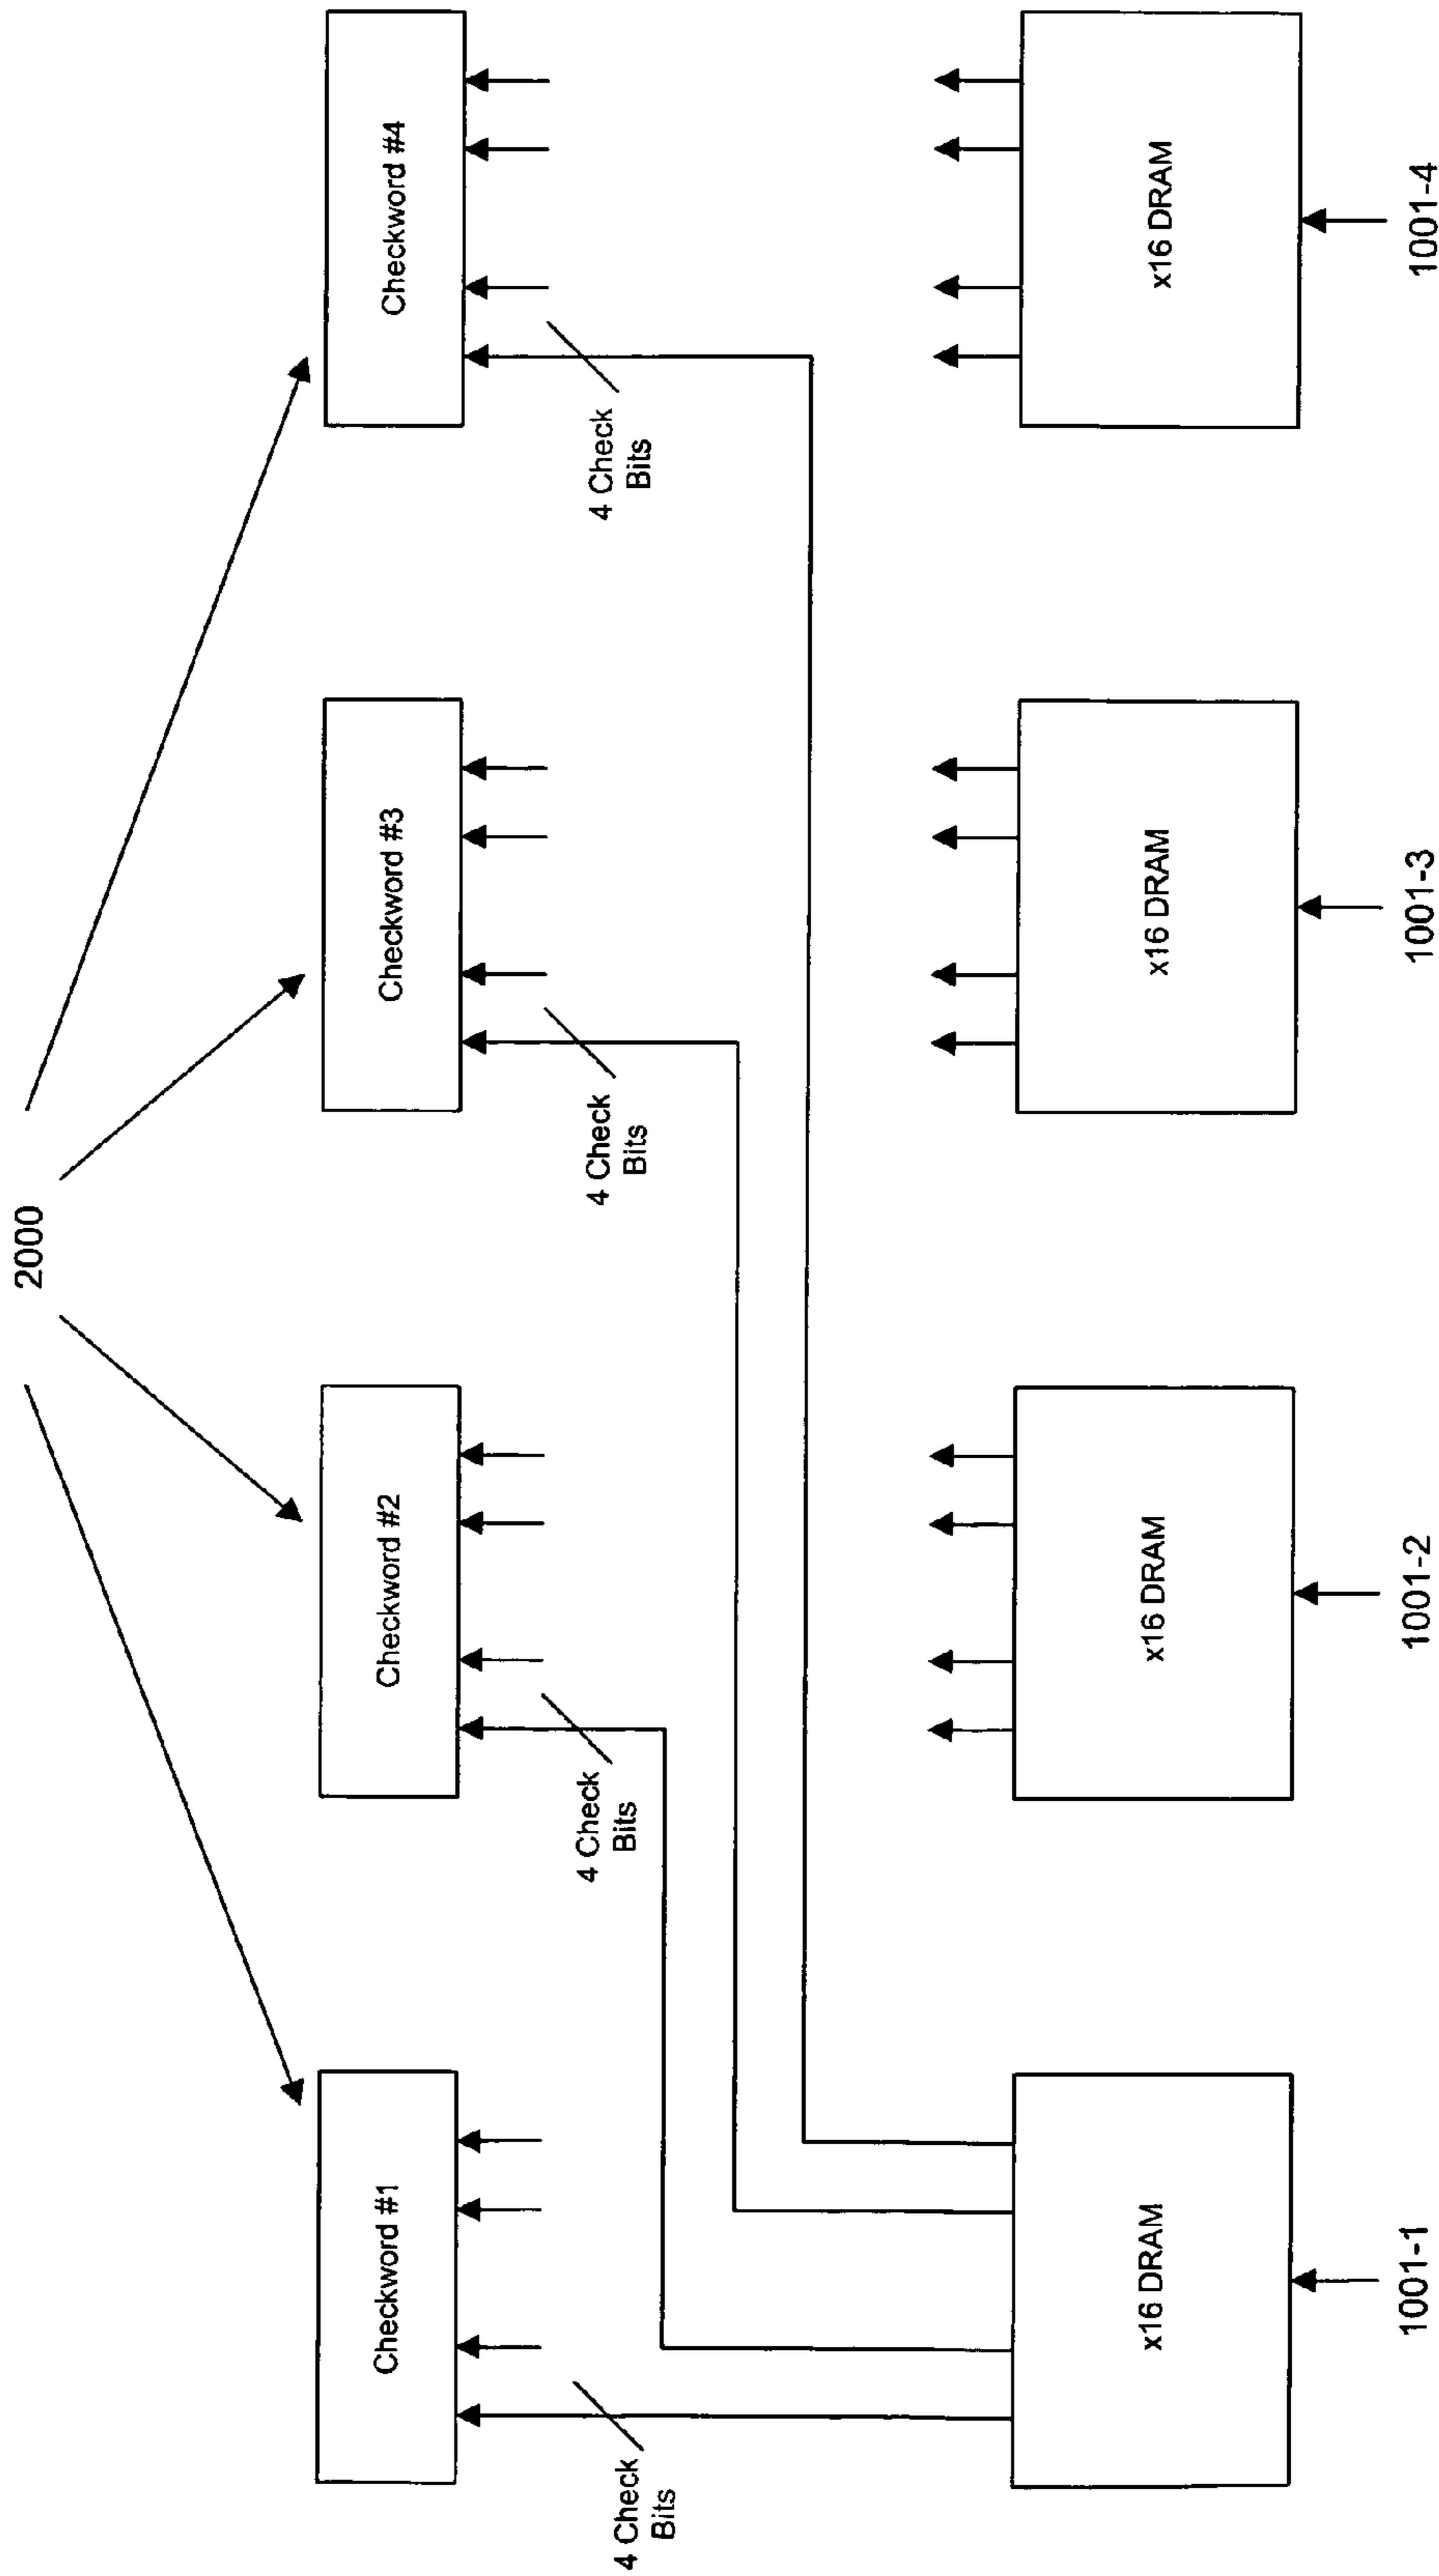 2000
Checkword #1
Checkword #2
Checkword #3
Checkword #4
4 Check
Bits
4 Check
Bits
4 Check
Bits
4 Check
Bits
x16 DRAM
x16 DRAM
x16 DRAM
x16 DRAM
1001-1
1001-2
1001-3
1001-4